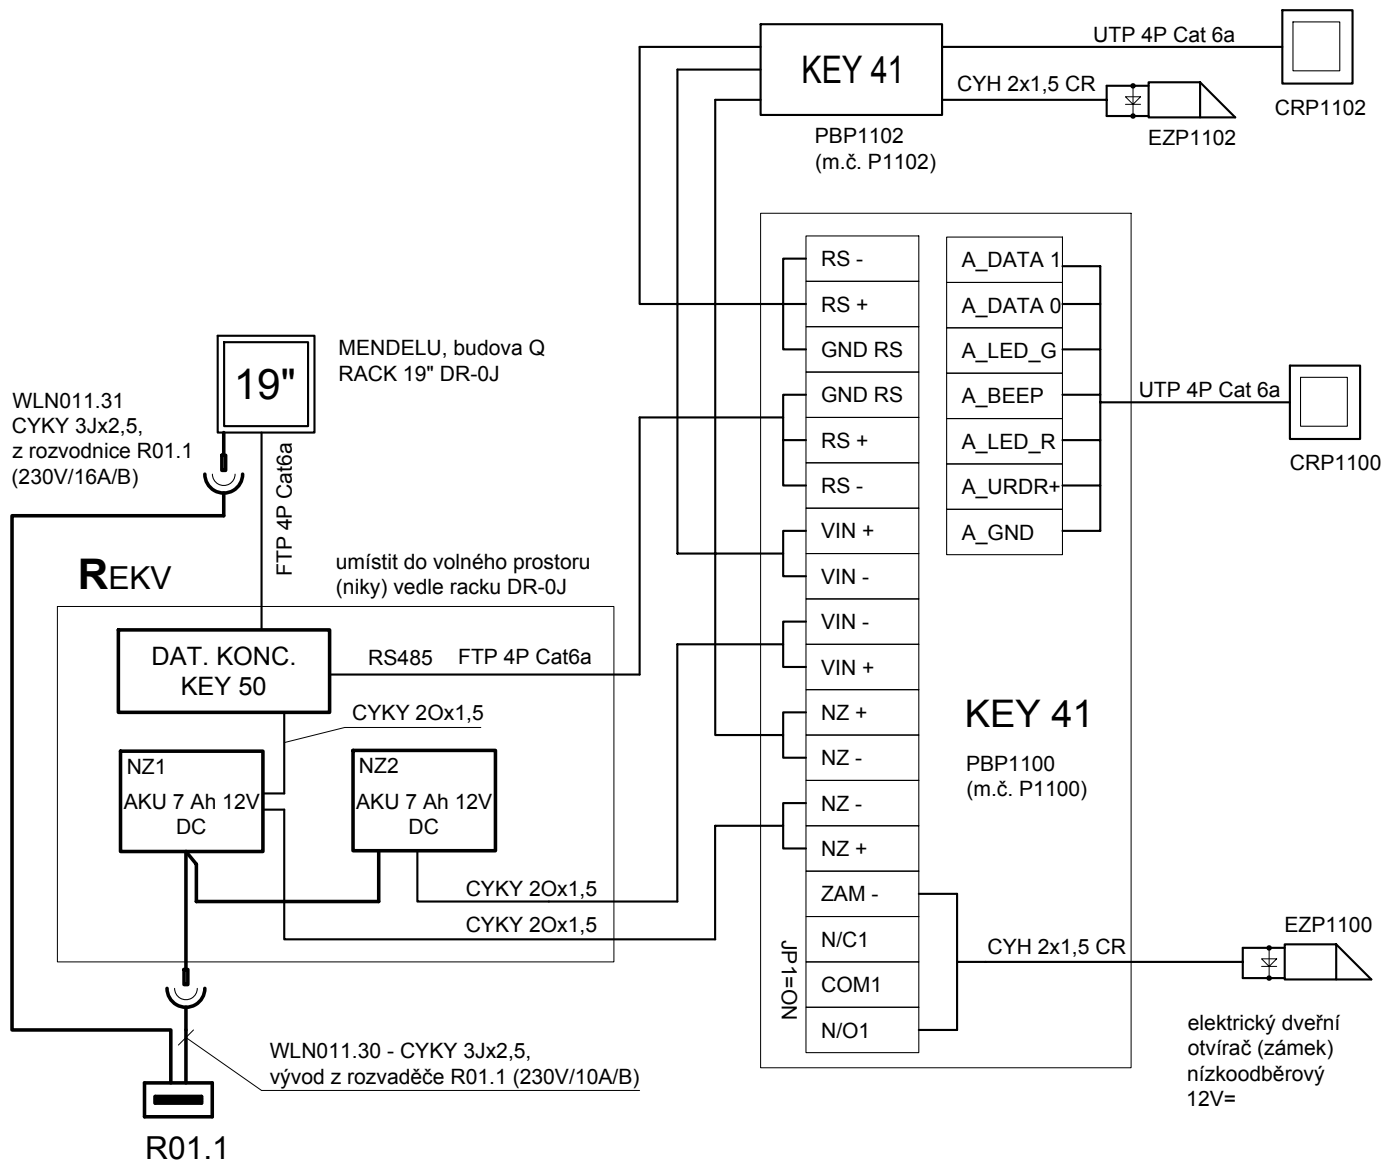 UTP 4P Cat 6a
KEY 41
CYH 2x1,5 CR
CRP1102
PBP1102
(m.č. P1102)
EZP1102
RS -
RS +
GND RS
GND RS
RS +
RS -
VIN +
VIN -
VIN -
VIN +
NZ +
NZ -
NZ -
NZ +
ZAM -
N/C1
COM1
N/O1
JP1=ON
A_DATA 1
A_DATA 0
A_LED_G
A_BEEP
A_LED_R
A_URDR+
A_GND
UTP 4P Cat 6a
CRP1100
KEY 41
PBP1100
(m.č. P1100)
CYH 2x1,5 CR
EZP1100
elektrický dveřní
otvírač (zámek)
nízkoodběrový
12V=
19"
MENDELU, budova Q
RACK 19" DR-0J
WLN011.31
CYKY 3Jx2,5,
z rozvodnice R01.1
(230V/16A/B)
FTP 4P Cat6a
REKV
umístit do volného prostoru
(niky) vedle racku DR-0J
DAT. KONC.
KEY 50
RS485
FTP 4P Cat6a
CYKY 2Ox1,5
NZ1
AKU 7 Ah 12V
DC
NZ2
AKU 7 Ah 12V
DC
CYKY 2Ox1,5
CYKY 2Ox1,5
WLN011.30 - CYKY 3Jx2,5,
vývod z rozvaděče R01.1 (230V/10A/B)
R01.1